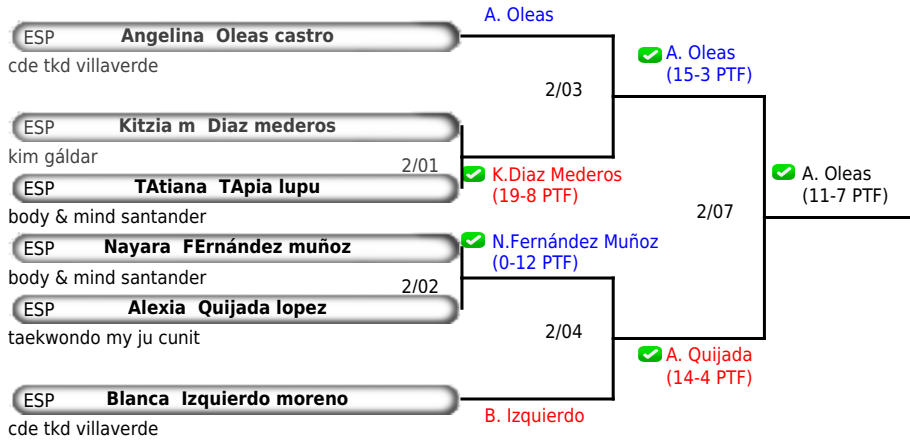 A. Oleas
ESP Angelina Oleas castro
cde tkd villaverde
A. Oleas
(15-3 PTF)
2/03
ESP Kitzia m Diaz mederos
kim gáldar
2/01
K.Diaz Mederos
(19-8 PTF)
ESP TAtiana TApia lupu
body & mind santander
A. Oleas
(11-7 PTF)
2/07
ESP Nayara FErnández muñoz
body & mind santander
N.Fernández Muñoz
(0-12 PTF)
2/02
ESP Alexia Quijada lopez
taekwondo my ju cunit
2/04
A. Quijada
(14-4 PTF)
ESP Blanca Izquierdo moreno
cde tkd villaverde
B. Izquierdo